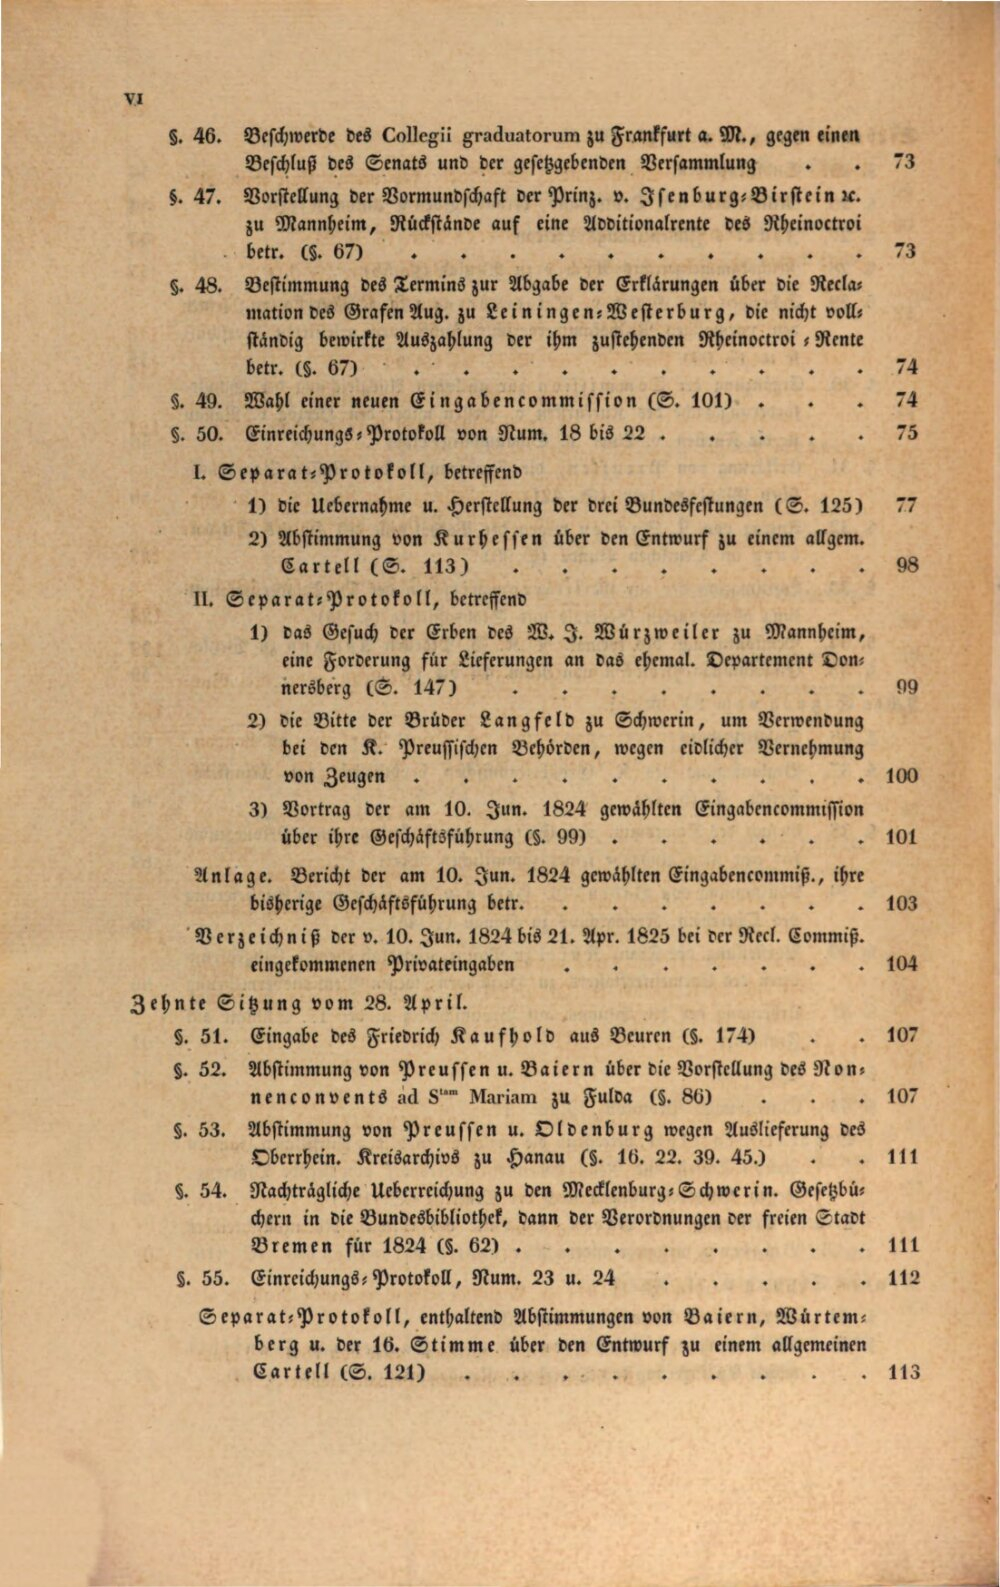 VI
§. 46. Beschwerde des Collegii graduatorum zu Frankfurt a. M., gegen einen
Beschluß des Senats und der gesetzgebenden Versammlung . . 73
§. 47. Vorstellung der Vormundschaft der Prinz. v. Isenburg-Birstein ꝛc.
zu Mannheim, Rückstände auf eine Additionalrente des Rheinoctroi
betr. (§. 67) . . . . . . . . . . 73
§. 48. Bestimmung des Termins zur Abgabe der Erklärungen über die Recla-
mation des Grafen Aug. zu Leiningen-Westerburg, die nicht voll-
ständig bewirkte Auszahlung der ihm zustehenden Rheinoctroi-Rente
betr. (§. 67) . . . . . . . . . . 74
§. 49. Wahl einer neuen Eingabencommission (S. 101) . . . 74
§. 50. Einreichungs-Protokoll von Num. 18 bis 22 . . . . . 75
I. Separat-Protokoll, betreffend
1) die Uebernahme u. Herstellung der drei Bundesfestungen (S. 125) 77
2) Abstimmung von Kurhessen über den Entwurf zu einem allgem.
Cartell (S. 113) . . . . . . . . 98
II. Separat-Protokoll, betreffend
1) das Gesuch der Erben des W. J. Würzweiler zu Mannheim,
eine Forderung für Lieferungen an das ehemal. Departement Don-
nersberg (S. 147) . . . . . . . . 99
2) die Bitte der Brüder Langfeld zu Schwerin, um Verwendung
bei den K. Preussischen Behörden, wegen eidlicher Vernehmung
von Zeugen . . . . . . . . . . 100
3) Vortrag der am 10. Jun. 1824 gewählten Eingabencommission
über ihre Geschäftsführung (§. 99) . . . . . . 101
Anlage. Bericht der am 10. Jun. 1824 gewählten Eingabencommiß., ihre
bisherige Geschäftsführung betr. . . . . . . . 103
Verzeichniß der v. 10. Jun. 1824 bis 21. Apr. 1825 bei der Recl. Commiß.
eingekommenen Privateingaben . . . . . . . 104
Zehnte Sitzung vom 28. April.
§. 51. Eingabe des Friedrich Kaufhold aus Beuren (§. 174) . . 107
§. 52. Abstimmung von Preussen u. Baiern über die Vorstellung des Non-
nenconvents ad Stam Mariam zu Fulda (§. 86) . . . 107
§. 53. Abstimmung von Preussen u. Oldenburg wegen Auslieferung des
Oberrhein. Kreisarchivs zu Hanau (§. 16. 22. 39. 45.) . . 111
§. 54. Nachträgliche Ueberreichung zu den Mecklenburg-Schwerin. Gesetzbü-
chern in die Bundesbibliothek, dann der Verordnungen der freien Stadt
Bremen für 1824 (§. 62) . . . . . . . . 111
§. 55. Einreichungs-Protokoll, Num. 23 u. 24 . . . . . 112
Separat-Protokoll, enthaltend Abstimmungen von Baiern, Würtem-
berg u. der 16. Stimme über den Entwurf zu einem allgemeinen
Cartell (S. 121) . . . . . . . . . 113